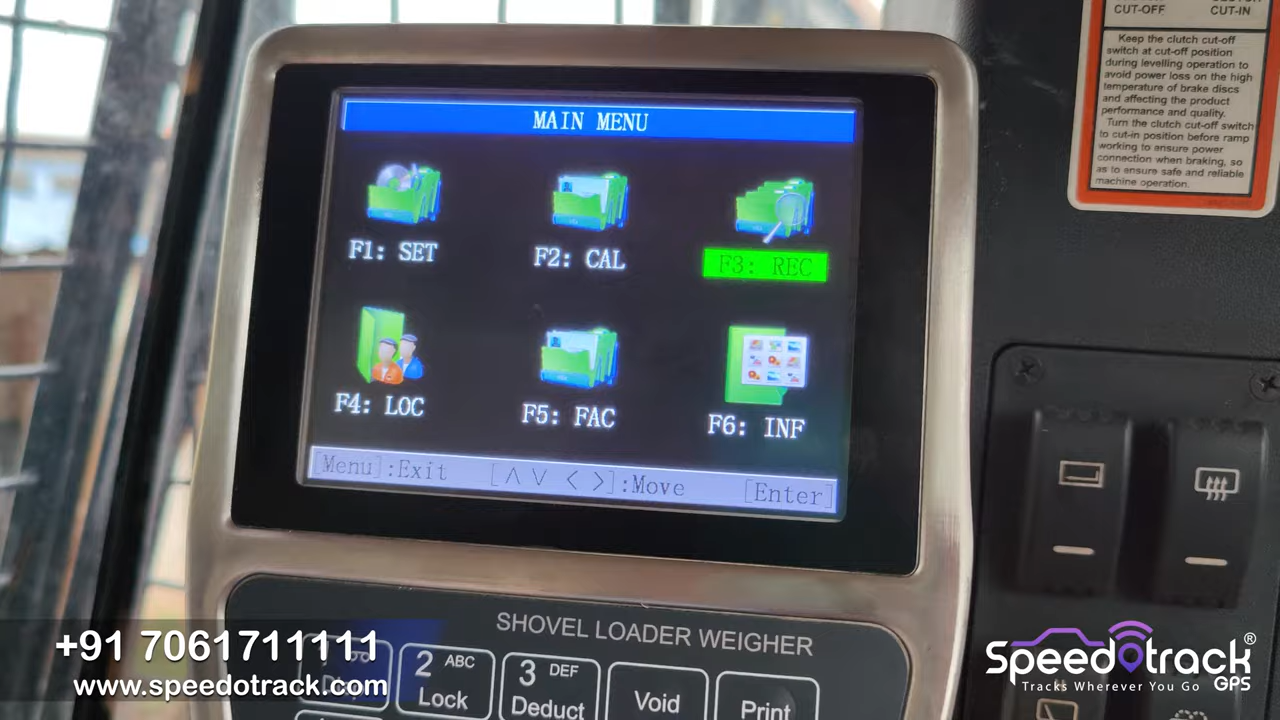 CUT-OFF
CUT-IN
Keep the clutch cut-off
switch at cut-off position
during levelling operation to
avoid power loss on the high
temperature of brake discs
and affecting the product
performance and quality.
Turn the clutch cut-off switch
to cut-in position before ramp
working to ensure power
connection when braking, so
as to ensure safe and reliable
machine operation.
MAIN MENU
F1: SET
F2: CAL
F3: REC
F4: LOC
F5: FAC
F6: INF
[Menu]:Exit [∧∨ <>]:Move [Enter]
SHOVEL LOADER WEIGHER
1
2 ABC
Lock
3 DEF
Deduct
Void
Print
+91 7061711111
www.speedotrack.com
Speedotrack®
GPS
Tracks Wherever You Go